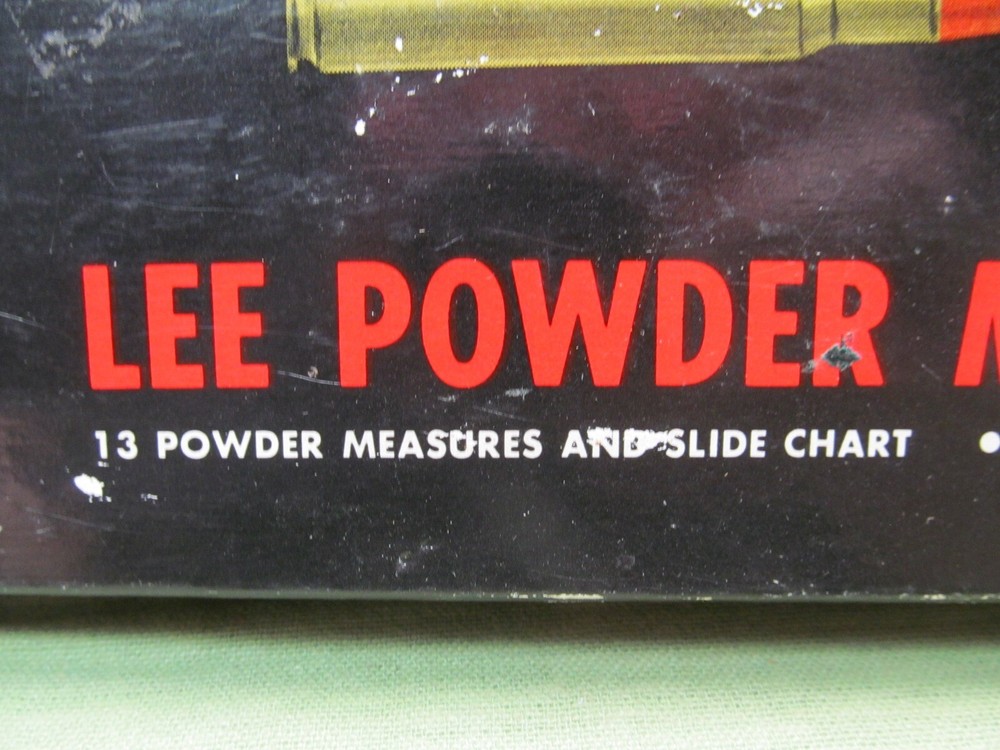 LEE POWDER M
13 POWDER MEASURES AND SLIDE CHART •